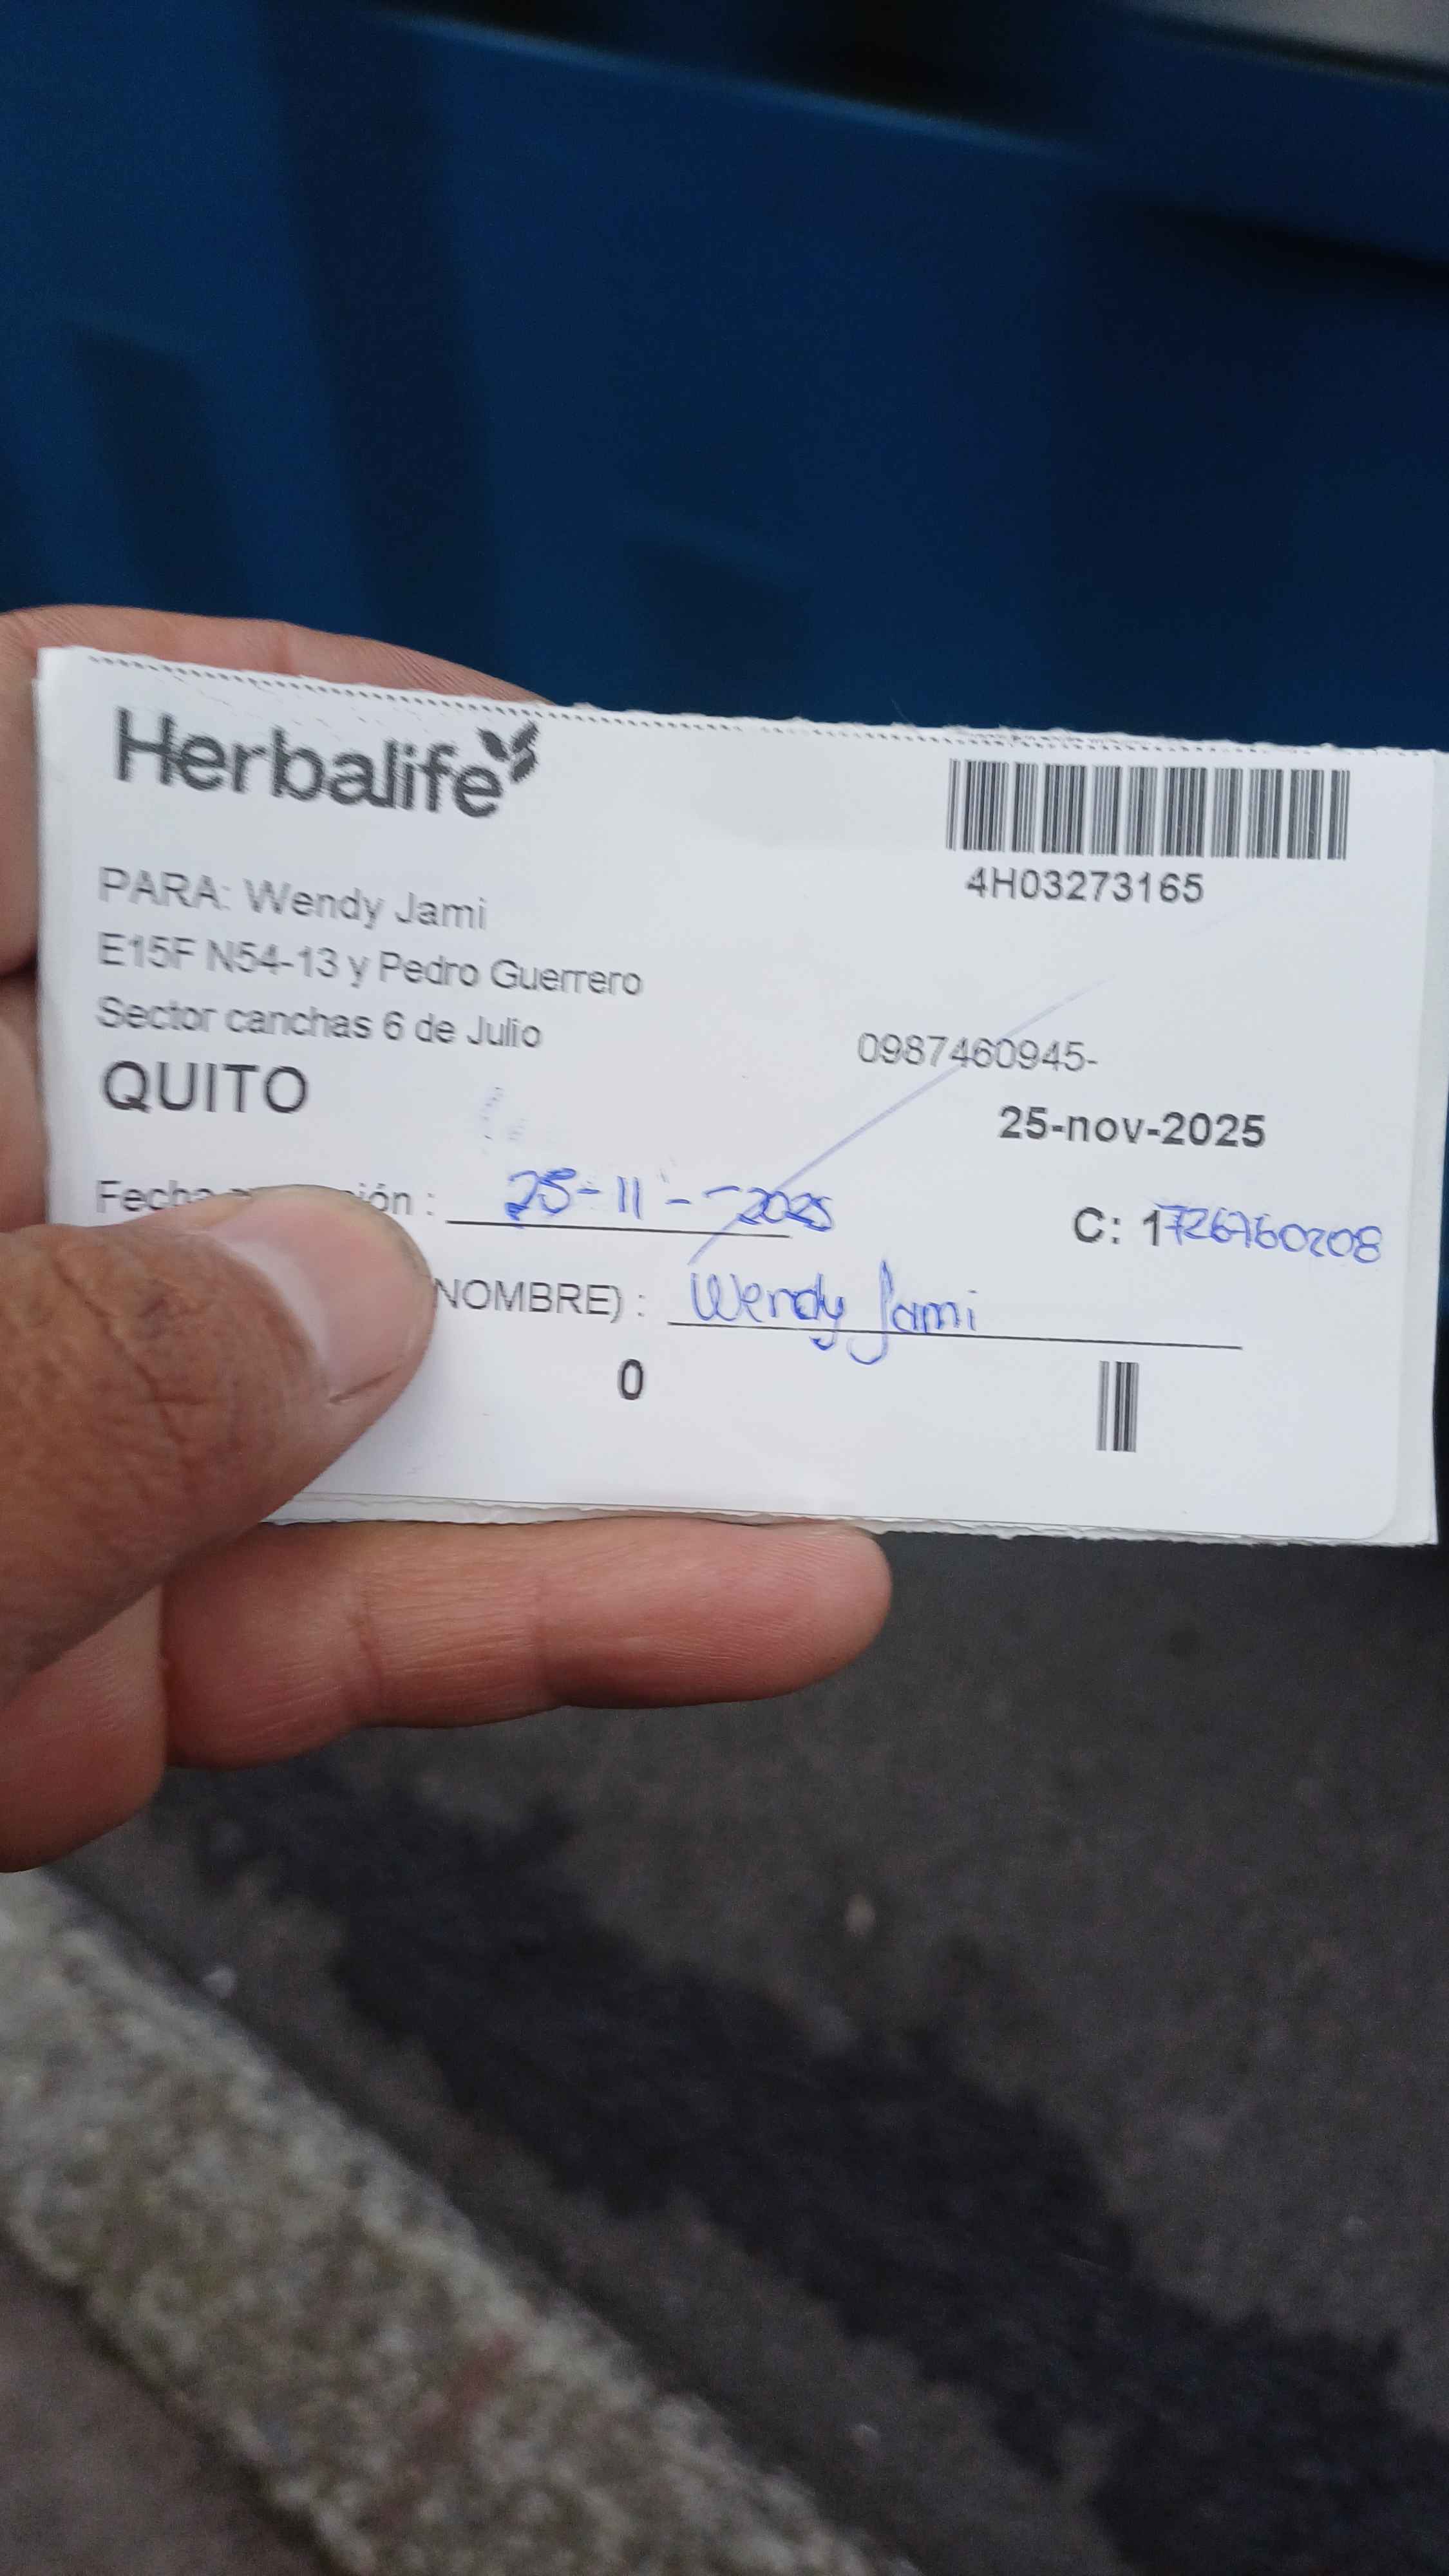 Herbalife
4H03273165
PARA: Wendy Jami
E15F N54-13 y Pedro Guerrero
Sector canchas 6 de Julio
0987460945-
QUITO
25-nov-2025
25-11--2025
C: 1726760208
NOMBRE) : Wendy Jami
0